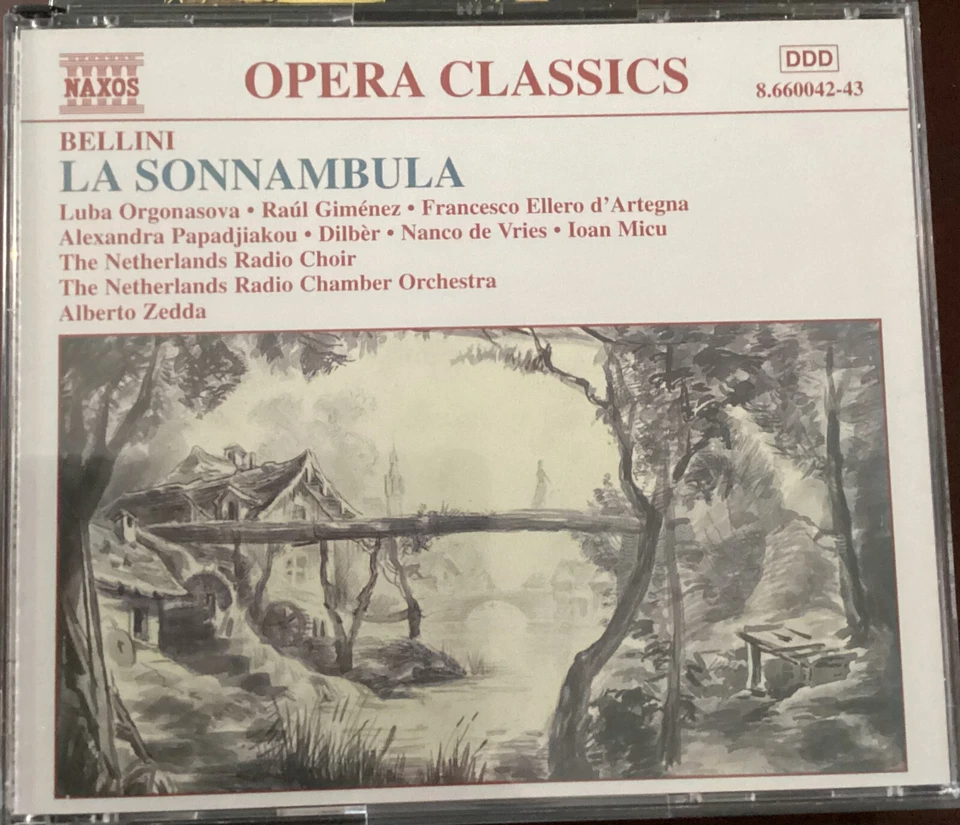 NAXOS
OPERA CLASSICS
DDD
8.660042-43
BELLINI
LA SONNAMBULA
Luba Orgonasova • Raúl Giménez • Francesco Ellero d'Artegna
Alexandra Papadjiakou • Dilbèr • Nanco de Vries • Ioan Micu
The Netherlands Radio Choir
The Netherlands Radio Chamber Orchestra
Alberto Zedda